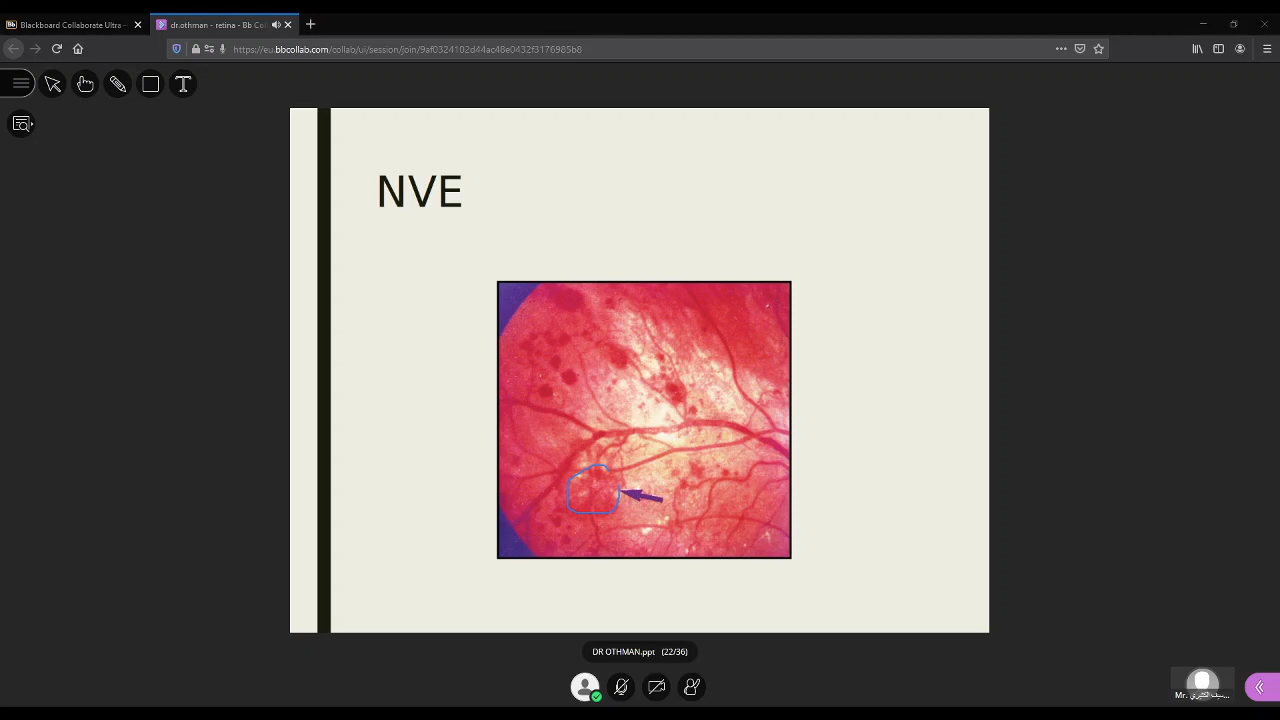 Blackboard Collaborate Ultra –
dr.othman – retina - Bb Co
https://eu.bbcollab.com/collab/ui/session/join/9af0324102d44ac48e0432f3176985b8
NVE
DR OTHMAN.ppt (22/36)
Mr.